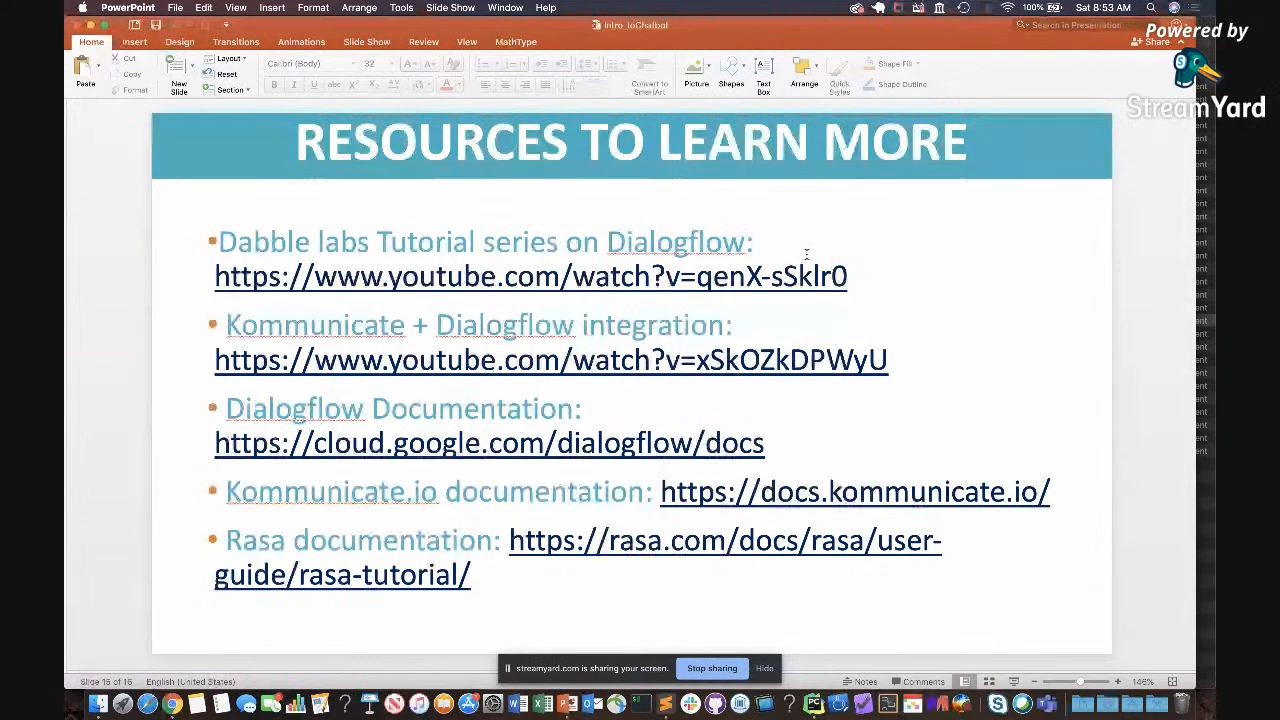 PowerPoint File Edit View Insert Format Arrange Tools Slide Show Window Help 100% Sat 8:53 AM
Intro_toChatbot
Search in Presentation
Powered by
StreamYard
Home Insert Design Transitions Animations Slide Show Review View MathType
Share
Paste
Cut
Copy
Format
New Slide
Layout
Reset
Section
Calibri (Body)
32
Convert to SmartArt
Picture
Shapes
Text Box
Arrange
Quick Styles
Shape Fill
Shape Outline
RESOURCES TO LEARN MORE
Dabble labs Tutorial series on Dialogflow:
https://www.youtube.com/watch?v=qenX-sSklr0
• Kommunicate + Dialogflow integration:
https://www.youtube.com/watch?v=xSkOZkDPWyU
• Dialogflow Documentation:
https://cloud.google.com/dialogflow/docs
• Kommunicate.io documentation: https://docs.kommunicate.io/
• Rasa documentation: https://rasa.com/docs/rasa/user-
guide/rasa-tutorial/
streamyard.com is sharing your screen. Stop sharing Hide
Slide 16 of 16 English (United States) Notes Comments 146%